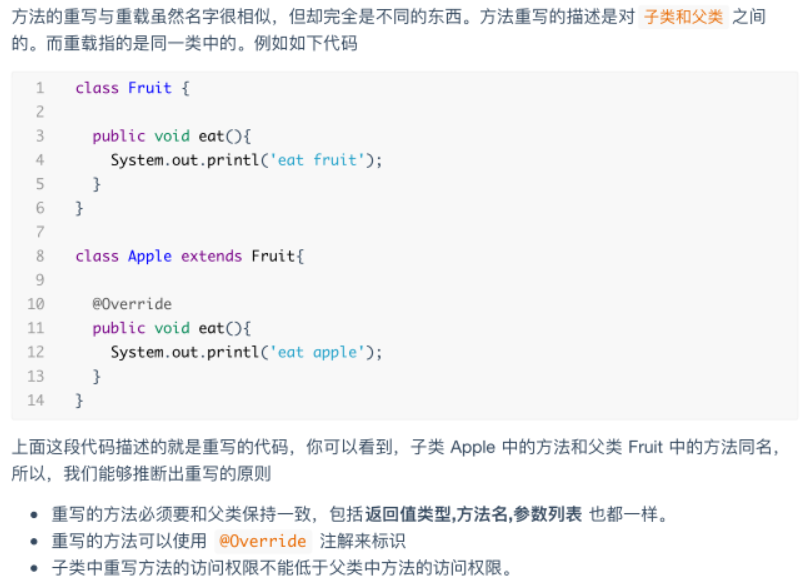 方法的重写与重载虽然名字很相似，但却完全是不同的东西。方法重写的描述是对 子类和父类 之间
的。而重载指的是同一类中的。例如如下代码
1 class Fruit {
2
3 public void eat(){
4 System.out.printl('eat fruit');
5 }
6 }
7
8 class Apple extends Fruit{
9
10 @Override
11 public void eat(){
12 System.out.printl('eat apple');
13 }
14 }
上面这段代码描述的就是重写的代码，你可以看到，子类 Apple 中的方法和父类 Fruit 中的方法同名，
所以，我们能够推断出重写的原则
• 重写的方法必须要和父类保持一致，包括返回值类型,方法名,参数列表 也都一样。
• 重写的方法可以使用 @Override 注解来标识
• 子类中重写方法的访问权限不能低于父类中方法的访问权限。